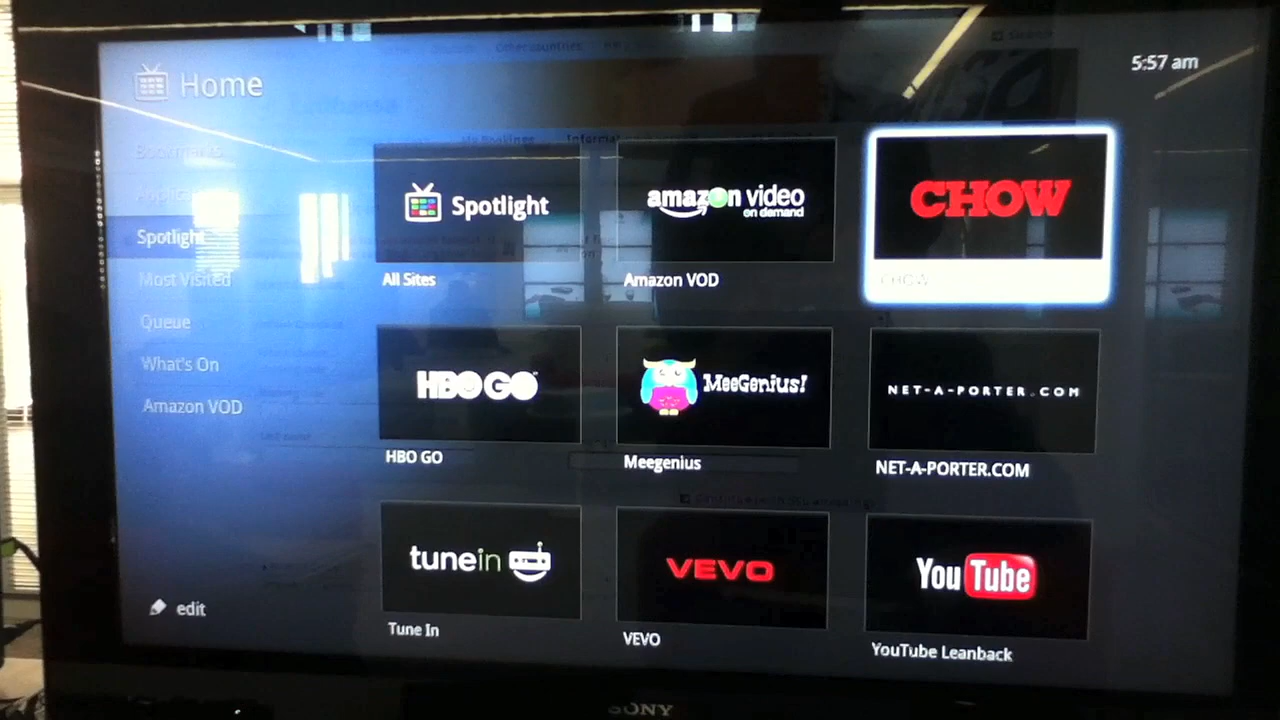 Home
5:57 am
Bookmarks
Spotlight
Most Visited
Queue
What's On
Amazon VOD
edit
Spotlight
All Sites
amazon video
on demand
Amazon VOD
CHOW
CHOW
HBO GO
HBO GO
MeeGenius!
Meegenius
NET-A-PORTER.COM
NET-A-PORTER.COM
tunein
Tune In
VEVO
VEVO
YouTube
YouTube Leanback
SONY